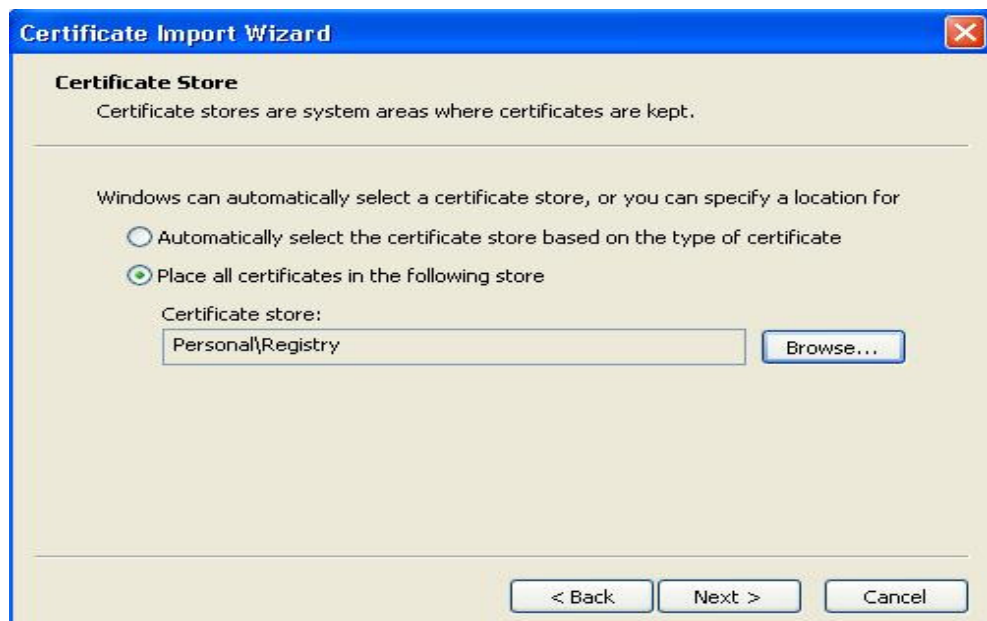 Certificate Import Wizard
Certificate Store
Certificate stores are system areas where certificates are kept.
Windows can automatically select a certificate store, or you can specify a location for
Automatically select the certificate store based on the type of certificate
Place all certificates in the following store
Certificate store:
Personal\Registry
Browse...
< Back
Next >
Cancel